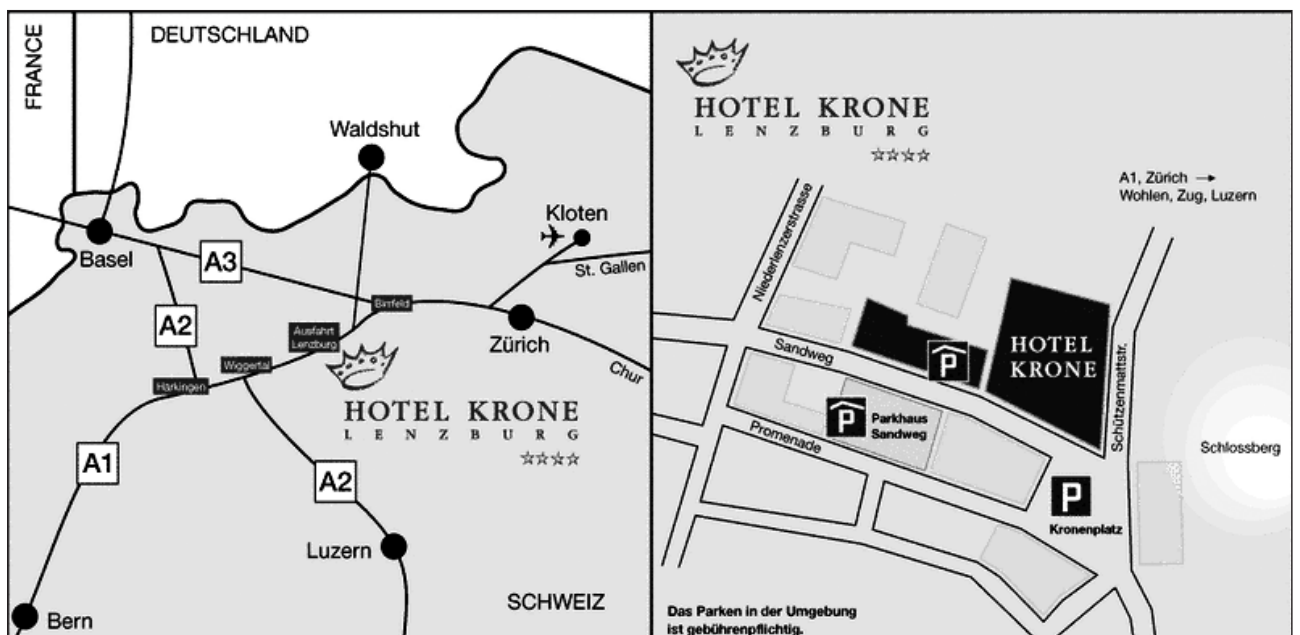 FRANCE
DEUTSCHLAND
Waldshut
Kloten
Basel
A3
St. Gallen
A2
Birrfeld
Ausfahrt
Lenzburg
Zürich
Wiggertal
Härkingen
Chur
HOTEL KRONE
LENZBURG
☆☆☆☆
A1
A2
Luzern
SCHWEIZ
Bern
HOTEL KRONE
LENZBURG
☆☆☆☆
A1, Zürich →
Wohlen, Zug, Luzern
Niederlenzerstrasse
Sandweg
P
HOTEL
KRONE
Schützenmattstr.
P
Parkhaus
Sandweg
Promenade
Schlossberg
P
Kronenplatz
Das Parken in der Umgebung
ist gebührenpflichtig.